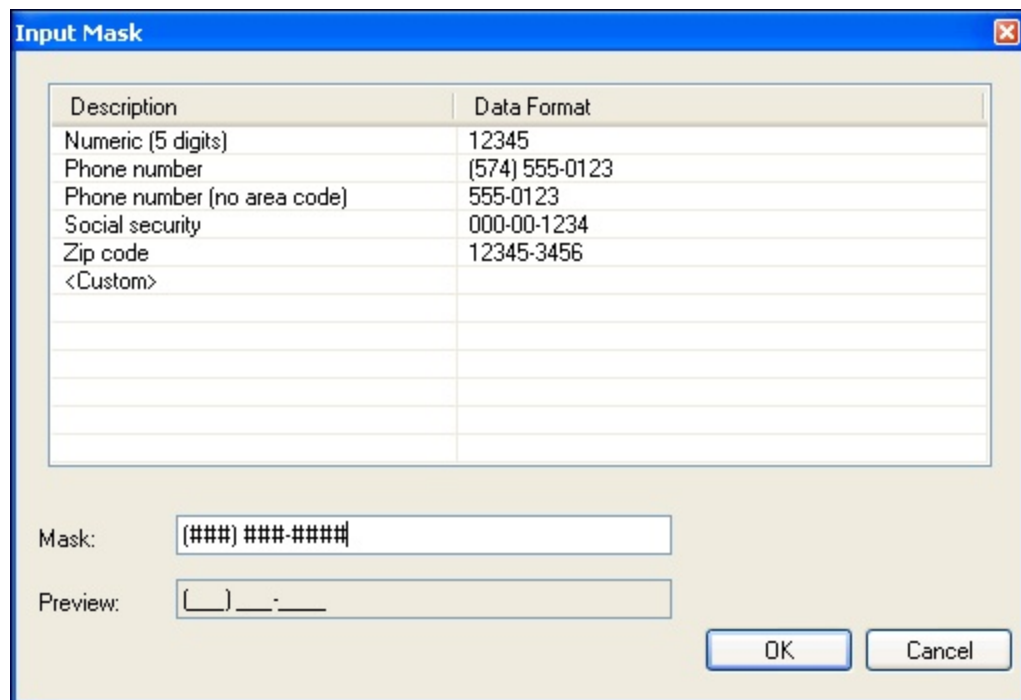 Input Mask
Description Data Format
Numeric (5 digits) 12345
Phone number (574) 555-0123
Phone number (no area code) 555-0123
Social security 000-00-1234
Zip code 12345-3456
<Custom>
Mask: (###) ###-####
Preview: (___) ___-____
OK Cancel